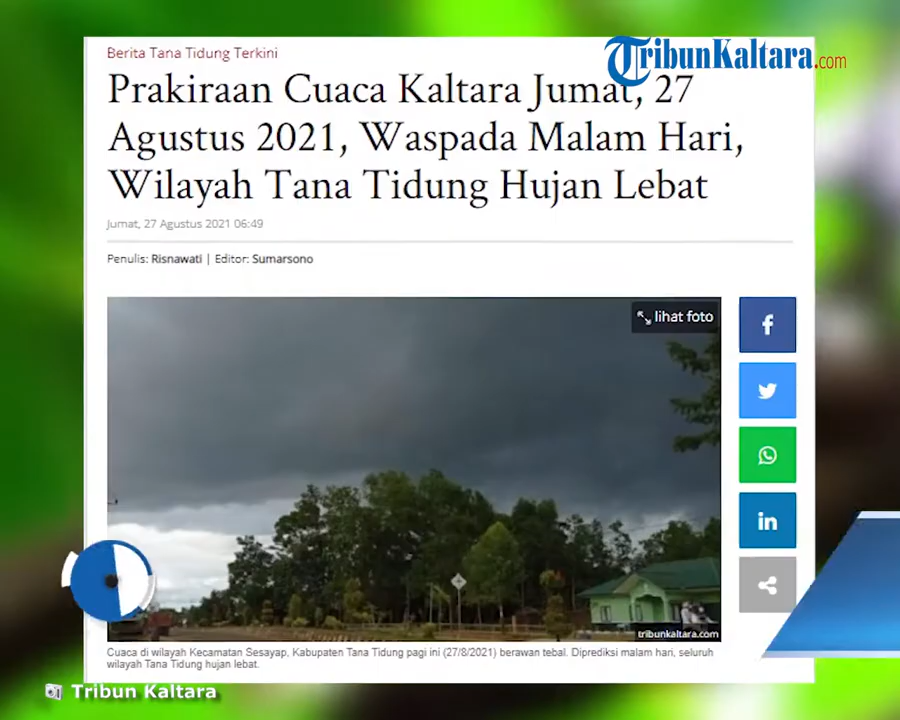 Berita Tana Tidung Terkini
TribunKaltara.com
Prakiraan Cuaca Kaltara Jumat, 27
Agustus 2021, Waspada Malam Hari,
Wilayah Tana Tidung Hujan Lebat
Jumat, 27 Agustus 2021 06:49
Penulis: Risnawati | Editor: Sumarsono
lihat foto
tribunkaltara.com
Cuaca di wilayah Kecamatan Sesayap, Kabupaten Tana Tidung pagi ini (27/8/2021) berawan tebal. Diprediksi malam hari, seluruh
wilayah Tana Tidung hujan lebat.
Tribun Kaltara